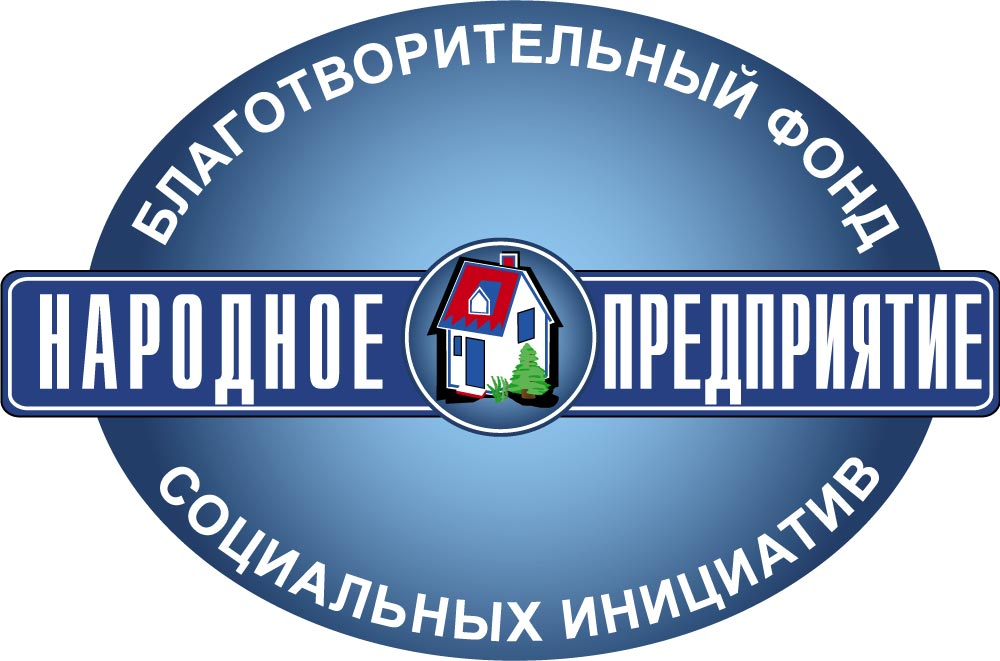 БЛАГОТВОРИТЕЛЬНЫЙ ФОНД
НАРОДНОЕ ПРЕДПРИЯТИЕ
СОЦИАЛЬНЫХ ИНИЦИАТИВ